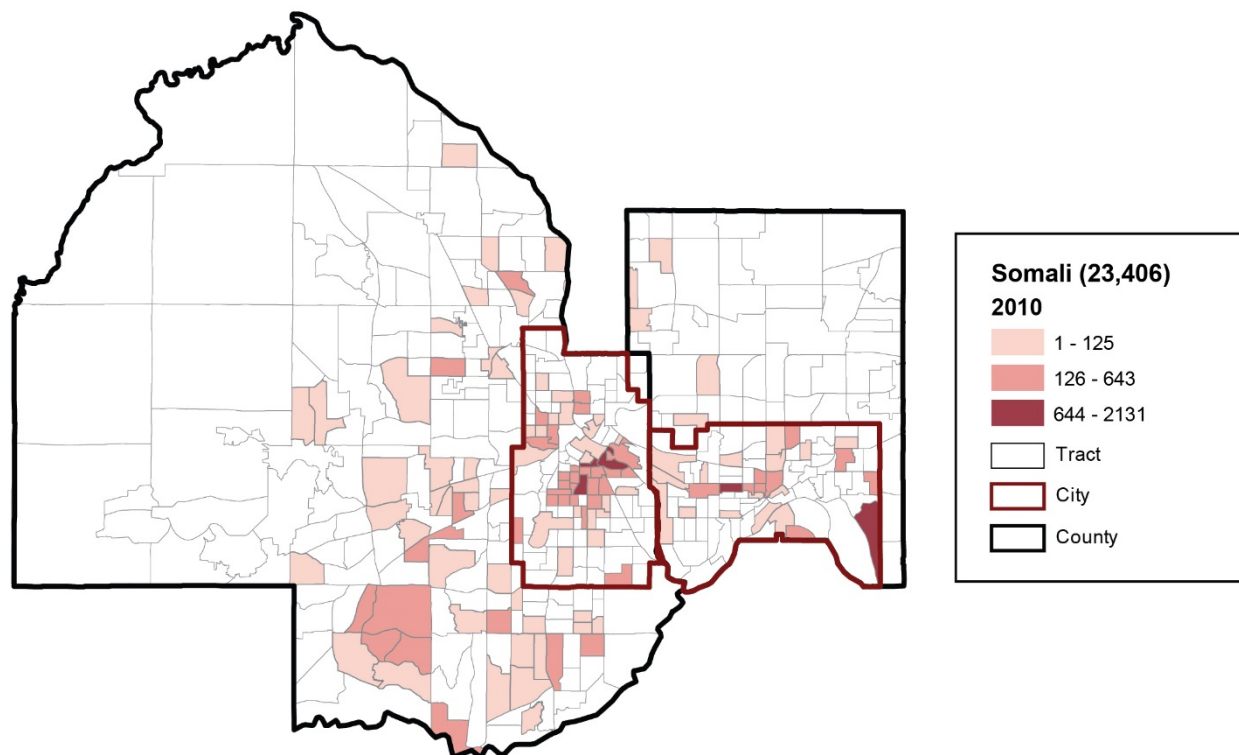 Somali (23,406)
2010
1 - 125
126 - 643
644 - 2131
Tract
City
County